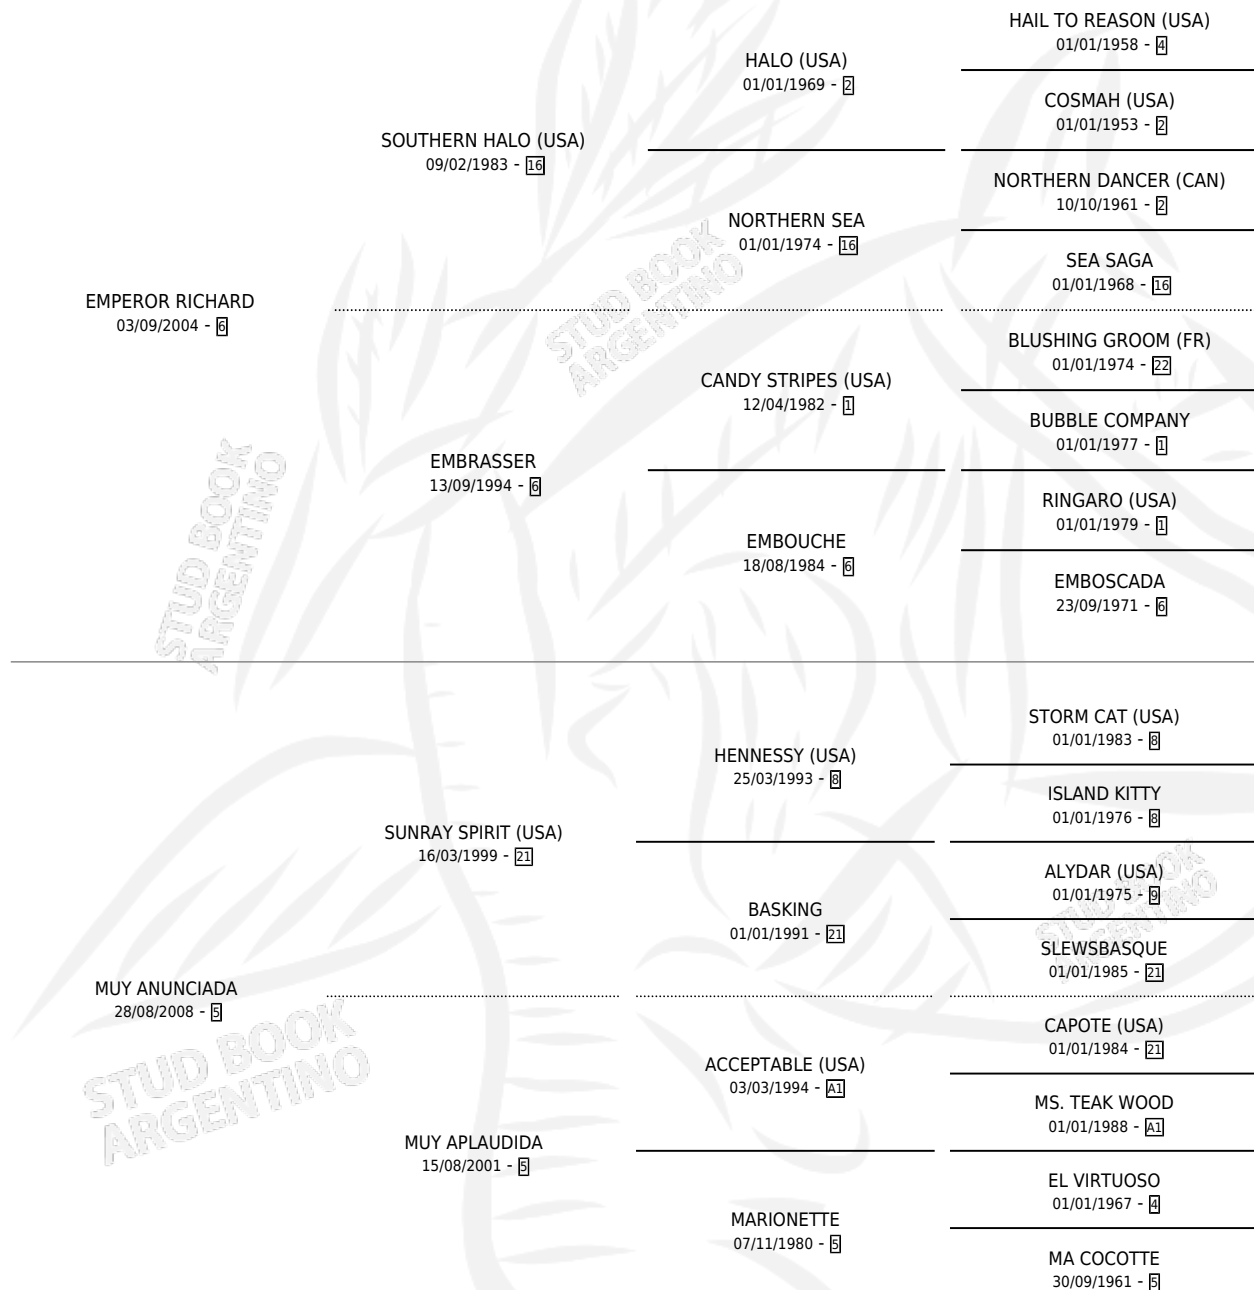 HAIL TO REASON (USA)
01/01/1958 - 4
HALO (USA)
01/01/1969 - 2
COSMAH (USA)
01/01/1953 - 2
SOUTHERN HALO (USA)
09/02/1983 - 16
NORTHERN DANCER (CAN)
10/10/1961 - 2
NORTHERN SEA
01/01/1974 - 16
SEA SAGA
01/01/1968 - 16
EMPEROR RICHARD
03/09/2004 - 6
STUD BOOK
ARGENTINO
BLUSHING GROOM (FR)
01/01/1974 - 22
CANDY STRIPES (USA)
12/04/1982 - 1
BUBBLE COMPANY
01/01/1977 - 1
EMBRASSER
13/09/1994 - 6
RINGARO (USA)
01/01/1979 - 1
EMBOUCHE
18/08/1984 - 6
EMBOSCADA
23/09/1971 - 6
STUD BOOK
ARGENTINO
STORM CAT (USA)
01/01/1983 - 8
HENNESSY (USA)
25/03/1993 - 8
ISLAND KITTY
01/01/1976 - 8
SUNRAY SPIRIT (USA)
16/03/1999 - 21
ALYDAR (USA)
01/01/1975 - 9
BASKING
01/01/1991 - 21
STUD BOOK
ARGENTINO
SLEWSBASQUE
01/01/1985 - 21
MUY ANUNCIADA
28/08/2008 - 5
CAPOTE (USA)
01/01/1984 - 21
ACCEPTABLE (USA)
03/03/1994 - A1
STUD BOOK
ARGENTINO
MS. TEAK WOOD
01/01/1988 - A1
MUY APLAUDIDA
15/08/2001 - 5
EL VIRTUOSO
01/01/1967 - 4
MARIONETTE
07/11/1980 - 5
MA COCOTTE
30/09/1961 - 5